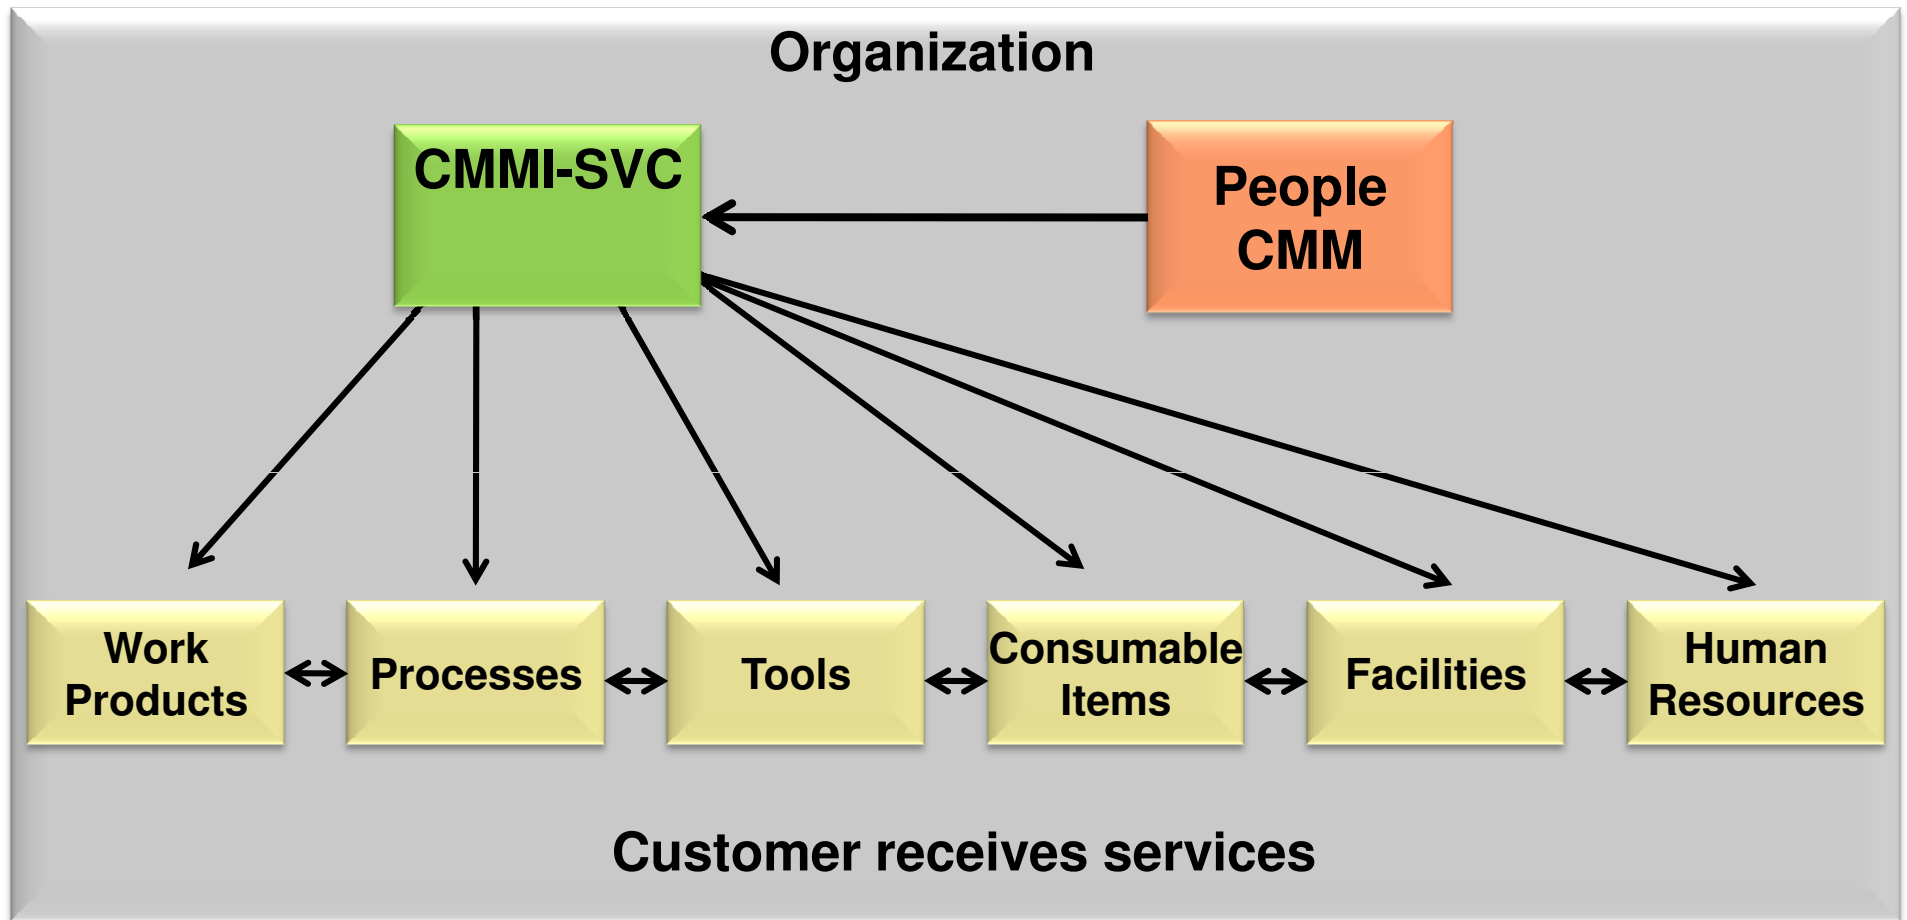 Organization
CMMI-SVC
People
CMM
Work
Products
Processes
Tools
Consumable
Items
Facilities
Human
Resources
Customer receives services